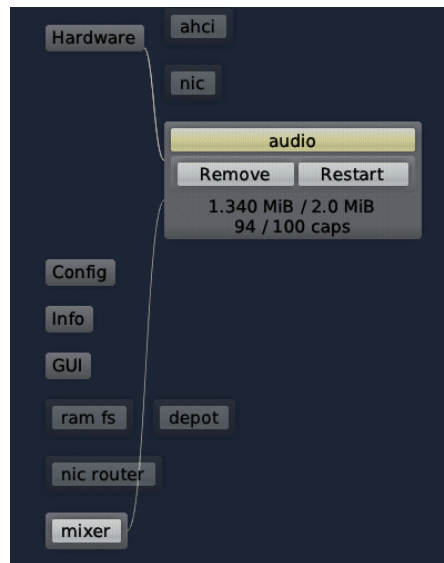 Hardware
ahci
nic
audio
Remove Restart
1.340 MiB / 2.0 MiB
94 / 100 caps
Config
Info
GUI
ram fs depot
nic router
mixer